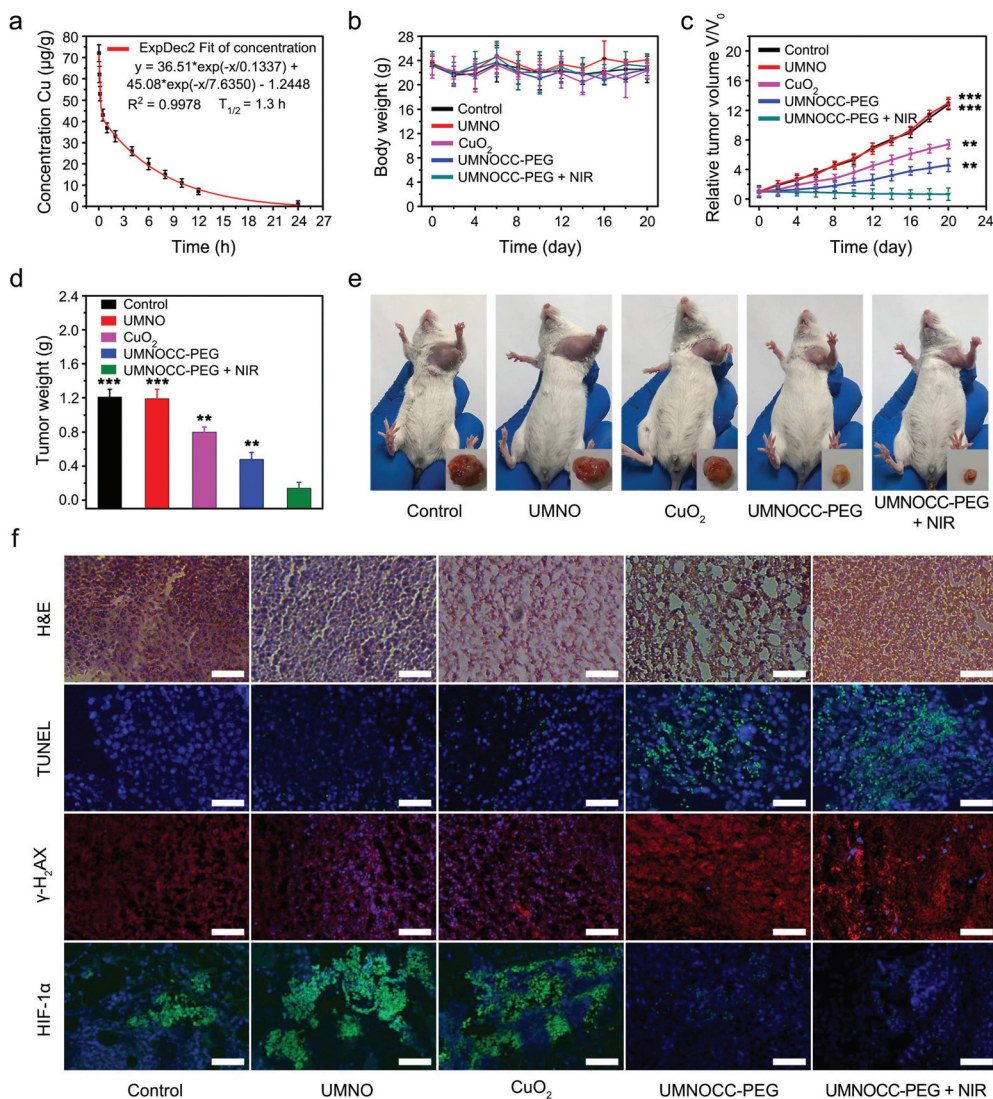 a
Concentration Cu (μg/g)
80
70
60
50
40
30
20
10
0
ExpDec2 Fit of concentration
y = 36.51*exp(-x/0.1337) +
45.08*exp(-x/7.6350) - 1.2448
R² = 0.9978 T₁/₂ = 1.3 h
0 3 6 9 12 15 18 21 24 27
Time (h)
b
Body weight (g)
28
24
20
16
12
8
4
0
Control
UMNO
CuO₂
UMNOCC-PEG
UMNOCC-PEG + NIR
0 4 8 12 16 20
Time (day)
c
Relative tumor volume V/V₀
24
20
16
12
8
4
0
Control
UMNO
CuO₂
UMNOCC-PEG
UMNOCC-PEG + NIR
***
***
**
**
0 4 8 12 16 20 24
Time (day)
d
Tumor weight (g)
2.4
2.0
1.6
1.2
0.8
0.4
0.0
Control
UMNO
CuO₂
UMNOCC-PEG
UMNOCC-PEG + NIR
*** *** ** **
e
Control UMNO CuO₂ UMNOCC-PEG UMNOCC-PEG
+ NIR
f
H&E
TUNEL
γ-H₂AX
HIF-1α
Control UMNO CuO₂ UMNOCC-PEG UMNOCC-PEG + NIR